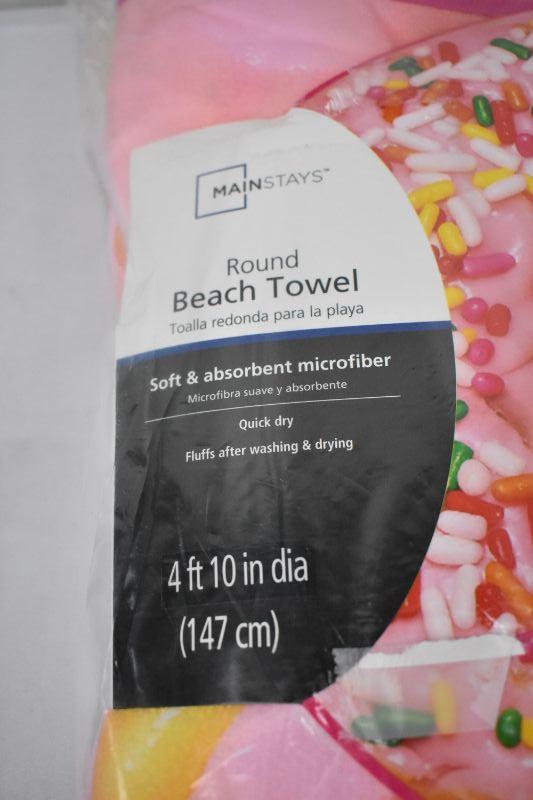 MAINSTAYS™
Round
Beach Towel
Toalla redonda para la playa
Soft & absorbent microfiber
Microfibra suave y absorbente
Quick dry
Fluffs after washing & drying
4 ft 10 in dia
(147 cm)